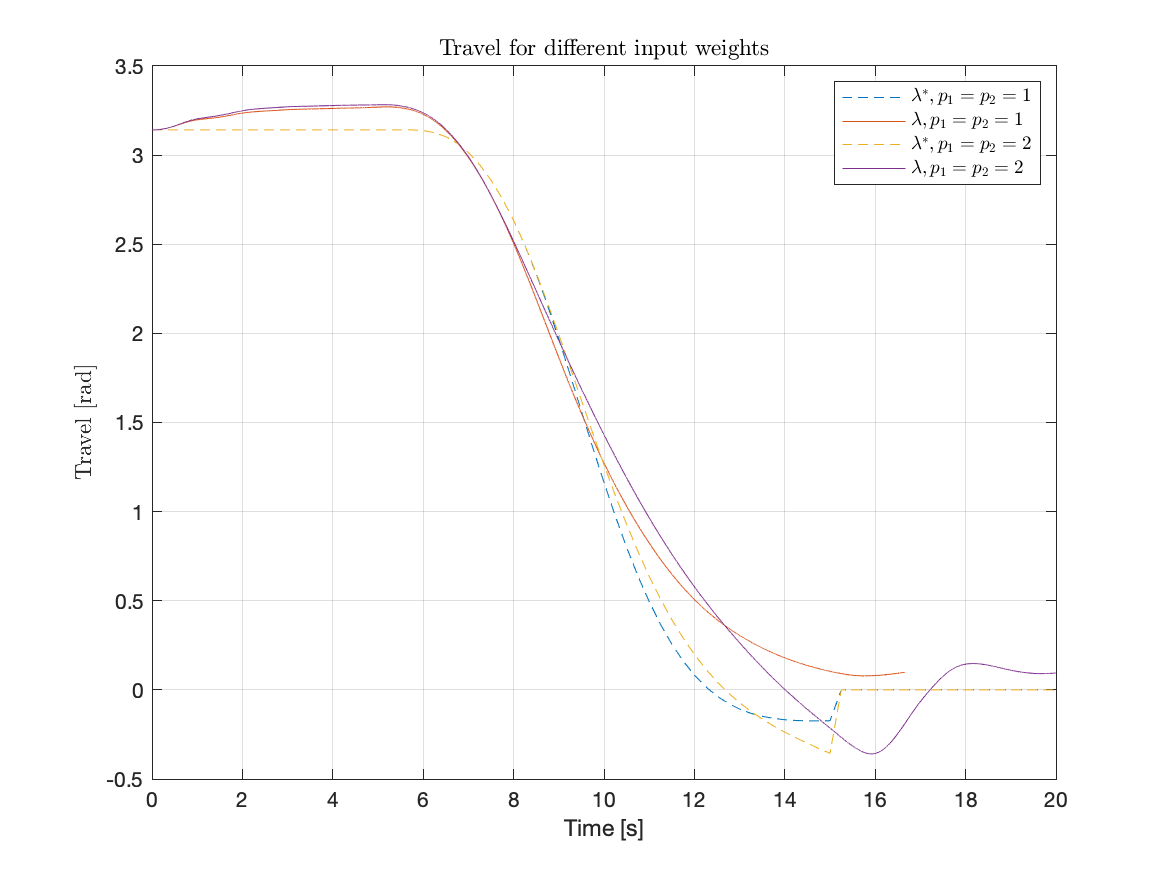 Travel for different input weights
3.5
3
2.5
2
1.5
1
0.5
0
-0.5
Travel [rad]
λ*, p₁ = p₂ = 1
λ, p₁ = p₂ = 1
λ*, p₁ = p₂ = 2
λ, p₁ = p₂ = 2
0 2 4 6 8 10 12 14 16 18 20
Time [s]